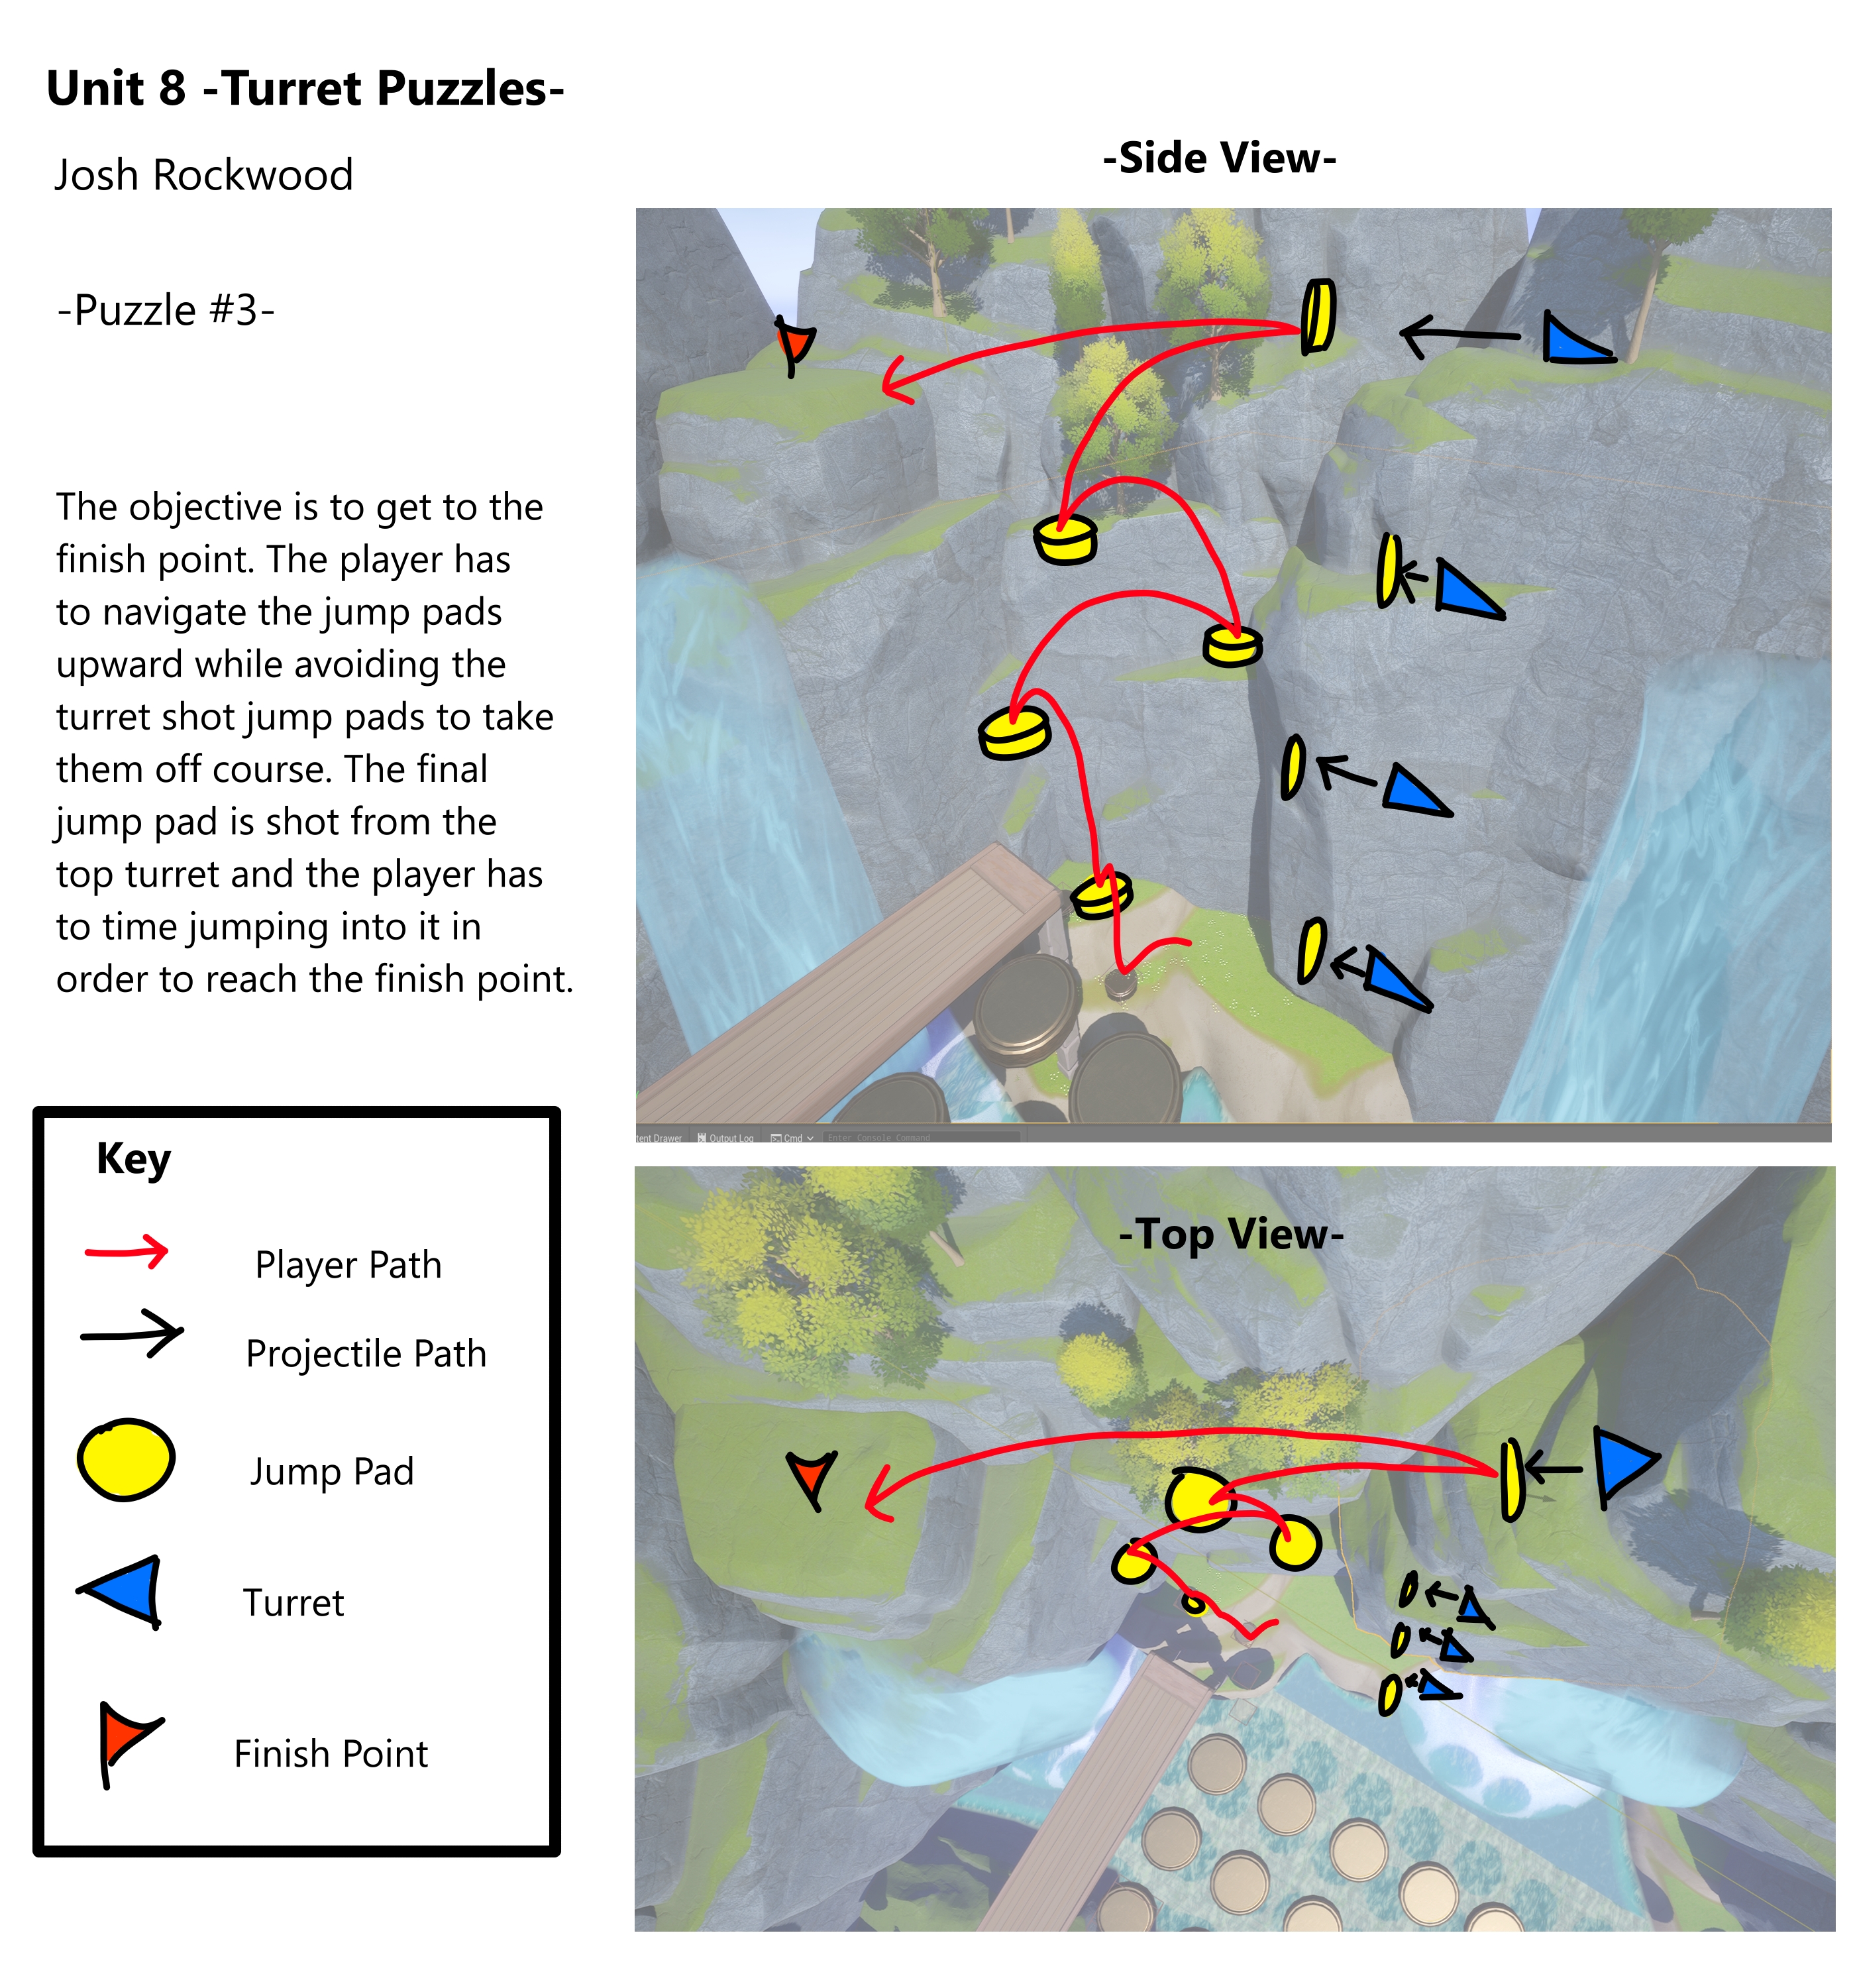 Unit 8 -Turret Puzzles-
Josh Rockwood
-Puzzle #3-
The objective is to get to the
finish point. The player has
to navigate the jump pads
upward while avoiding the
turret shot jump pads to take
them off course. The final
jump pad is shot from the
top turret and the player has
to time jumping into it in
order to reach the finish point.
Key
Player Path
Projectile Path
Jump Pad
Turret
Finish Point
-Side View-
tent Drawer
Output Log
Cmd
Enter Console Command
-Top View-